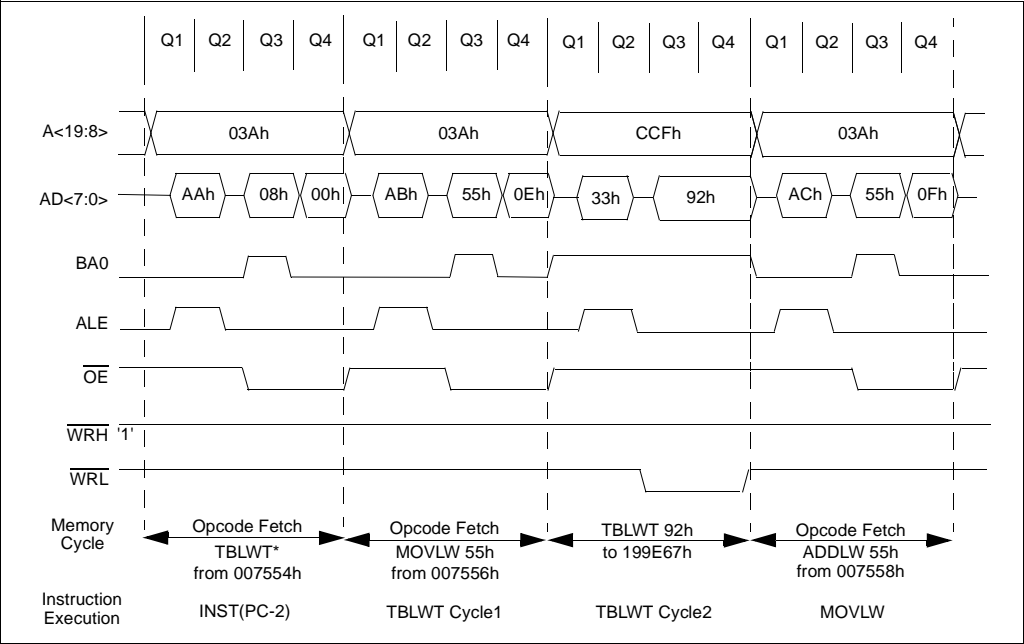 Q1 Q2 Q3 Q4 Q1 Q2 Q3 Q4 Q1 Q2 Q3 Q4 Q1 Q2 Q3 Q4
A<19:8> 03Ah 03Ah CCFh 03Ah
AD<7:0> AAh 08h 00h ABh 55h 0Eh 33h 92h ACh 55h 0Fh
BA0
ALE
OE
WRH '1'
WRL
Memory
Cycle
Opcode Fetch
TBLWT*
from 007554h
Opcode Fetch
MOVLW 55h
from 007556h
TBLWT 92h
to 199E67h
Opcode Fetch
ADDLW 55h
from 007558h
Instruction
Execution
INST(PC-2) TBLWT Cycle1 TBLWT Cycle2 MOVLW